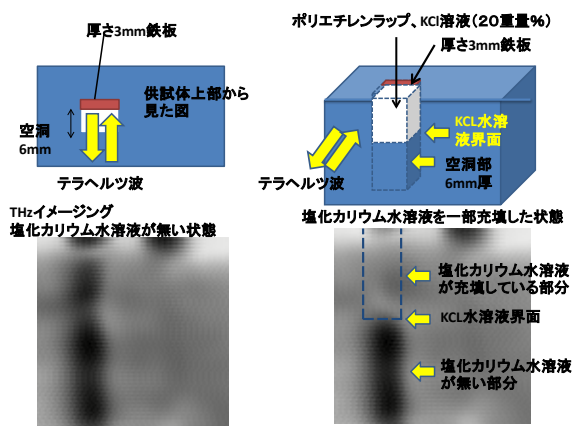 厚さ3mm鉄板
供試体上部から
見た図
空洞
6mm
テラヘルツ波
ポリエチレンラップ、KCl溶液（20重量％）
厚さ3mm鉄板
KCL水溶
液界面
空洞部
6mm厚
テラヘルツ波
THzイメージング
塩化カリウム水溶液が無い状態
塩化カリウム水溶液を一部充填した状態
塩化カリウム水溶液
が充填している部分
KCL水溶液界面
塩化カリウム水溶液
が無い部分